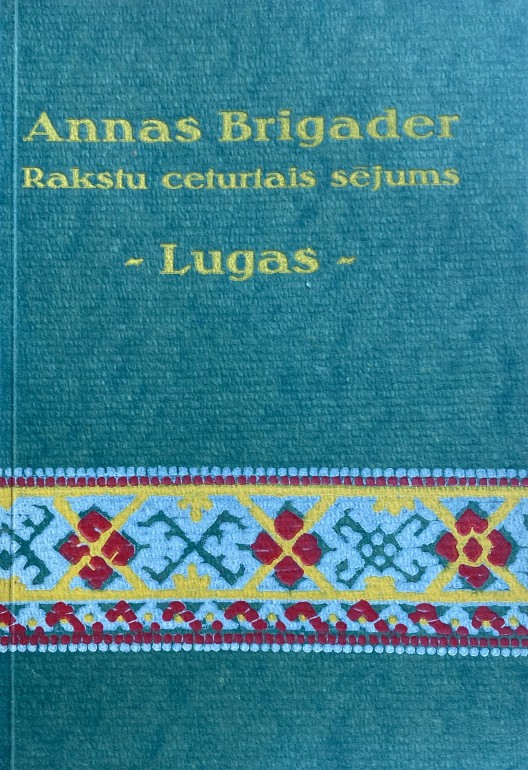 Annas Brigader
Rakstu ceturtais sējums
- Lugas -